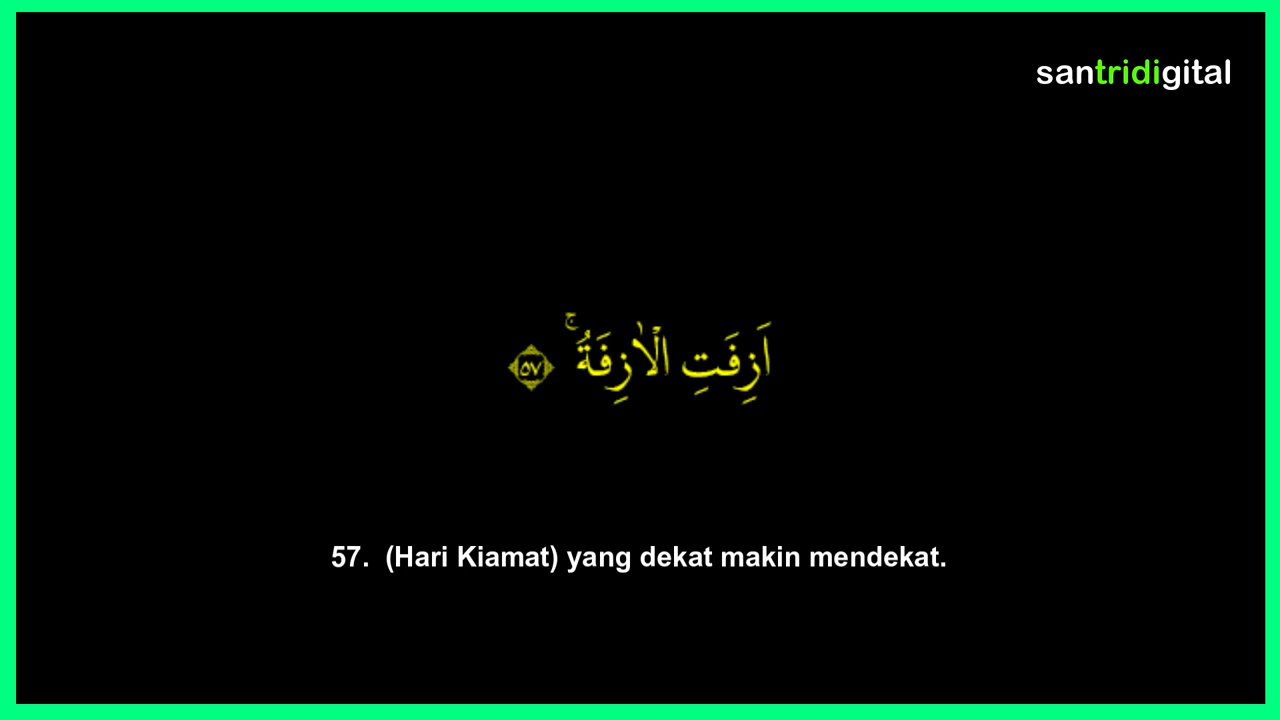 santridigital
اَزِفَتِ الْاٰزِفَةُ ۚ ٥٧
57. (Hari Kiamat) yang dekat makin mendekat.